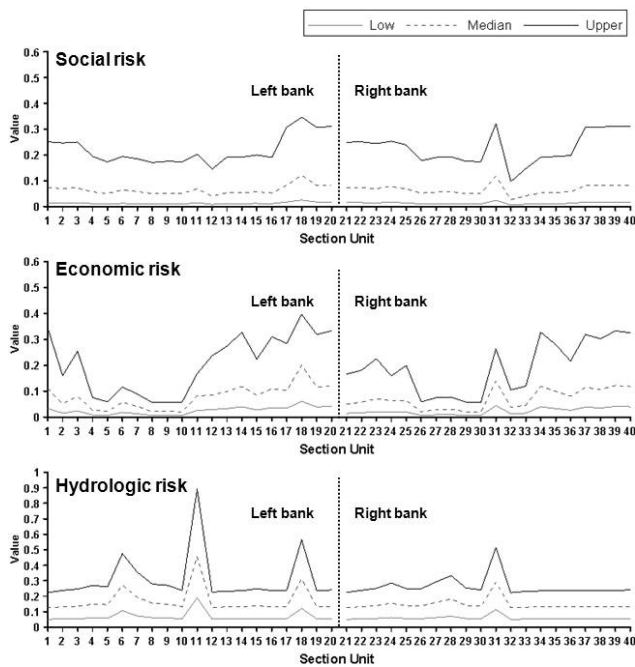 Low Median Upper
Social risk
Left bank Right bank
Value
0.6
0.5
0.4
0.3
0.2
0.1
0
1 2 3 4 5 6 7 8 9 10 11 12 13 14 15 16 17 18 19 20 21 22 23 24 25 26 27 28 29 30 31 32 33 34 35 36 37 38 39 40
Section Unit
Economic risk
Left bank Right bank
Value
0.6
0.5
0.4
0.3
0.2
0.1
0
1 2 3 4 5 6 7 8 9 10 11 12 13 14 15 16 17 18 19 20 21 22 23 24 25 26 27 28 29 30 31 32 33 34 35 36 37 38 39 40
Section Unit
Hydrologic risk
Left bank Right bank
Value
1
0.9
0.8
0.7
0.6
0.5
0.4
0.3
0.2
0.1
0
1 2 3 4 5 6 7 8 9 10 11 12 13 14 15 16 17 18 19 20 21 22 23 24 25 26 27 28 29 30 31 32 33 34 35 36 37 38 39 40
Section Unit